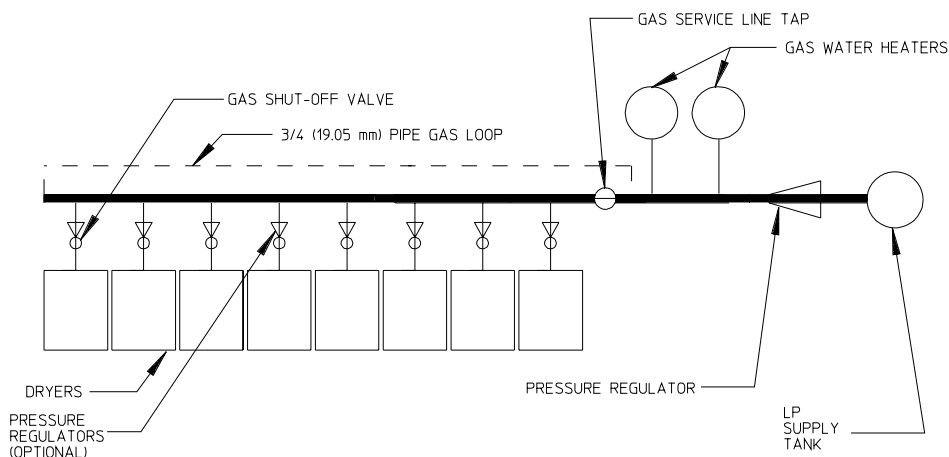 GAS SERVICE LINE TAP
GAS WATER HEATERS
GAS SHUT-OFF VALVE
3/4 (19.05 mm) PIPE GAS LOOP
DRYERS
PRESSURE REGULATOR
PRESSURE
REGULATORS
(OPTIONAL)
LP
SUPPLY
TANK